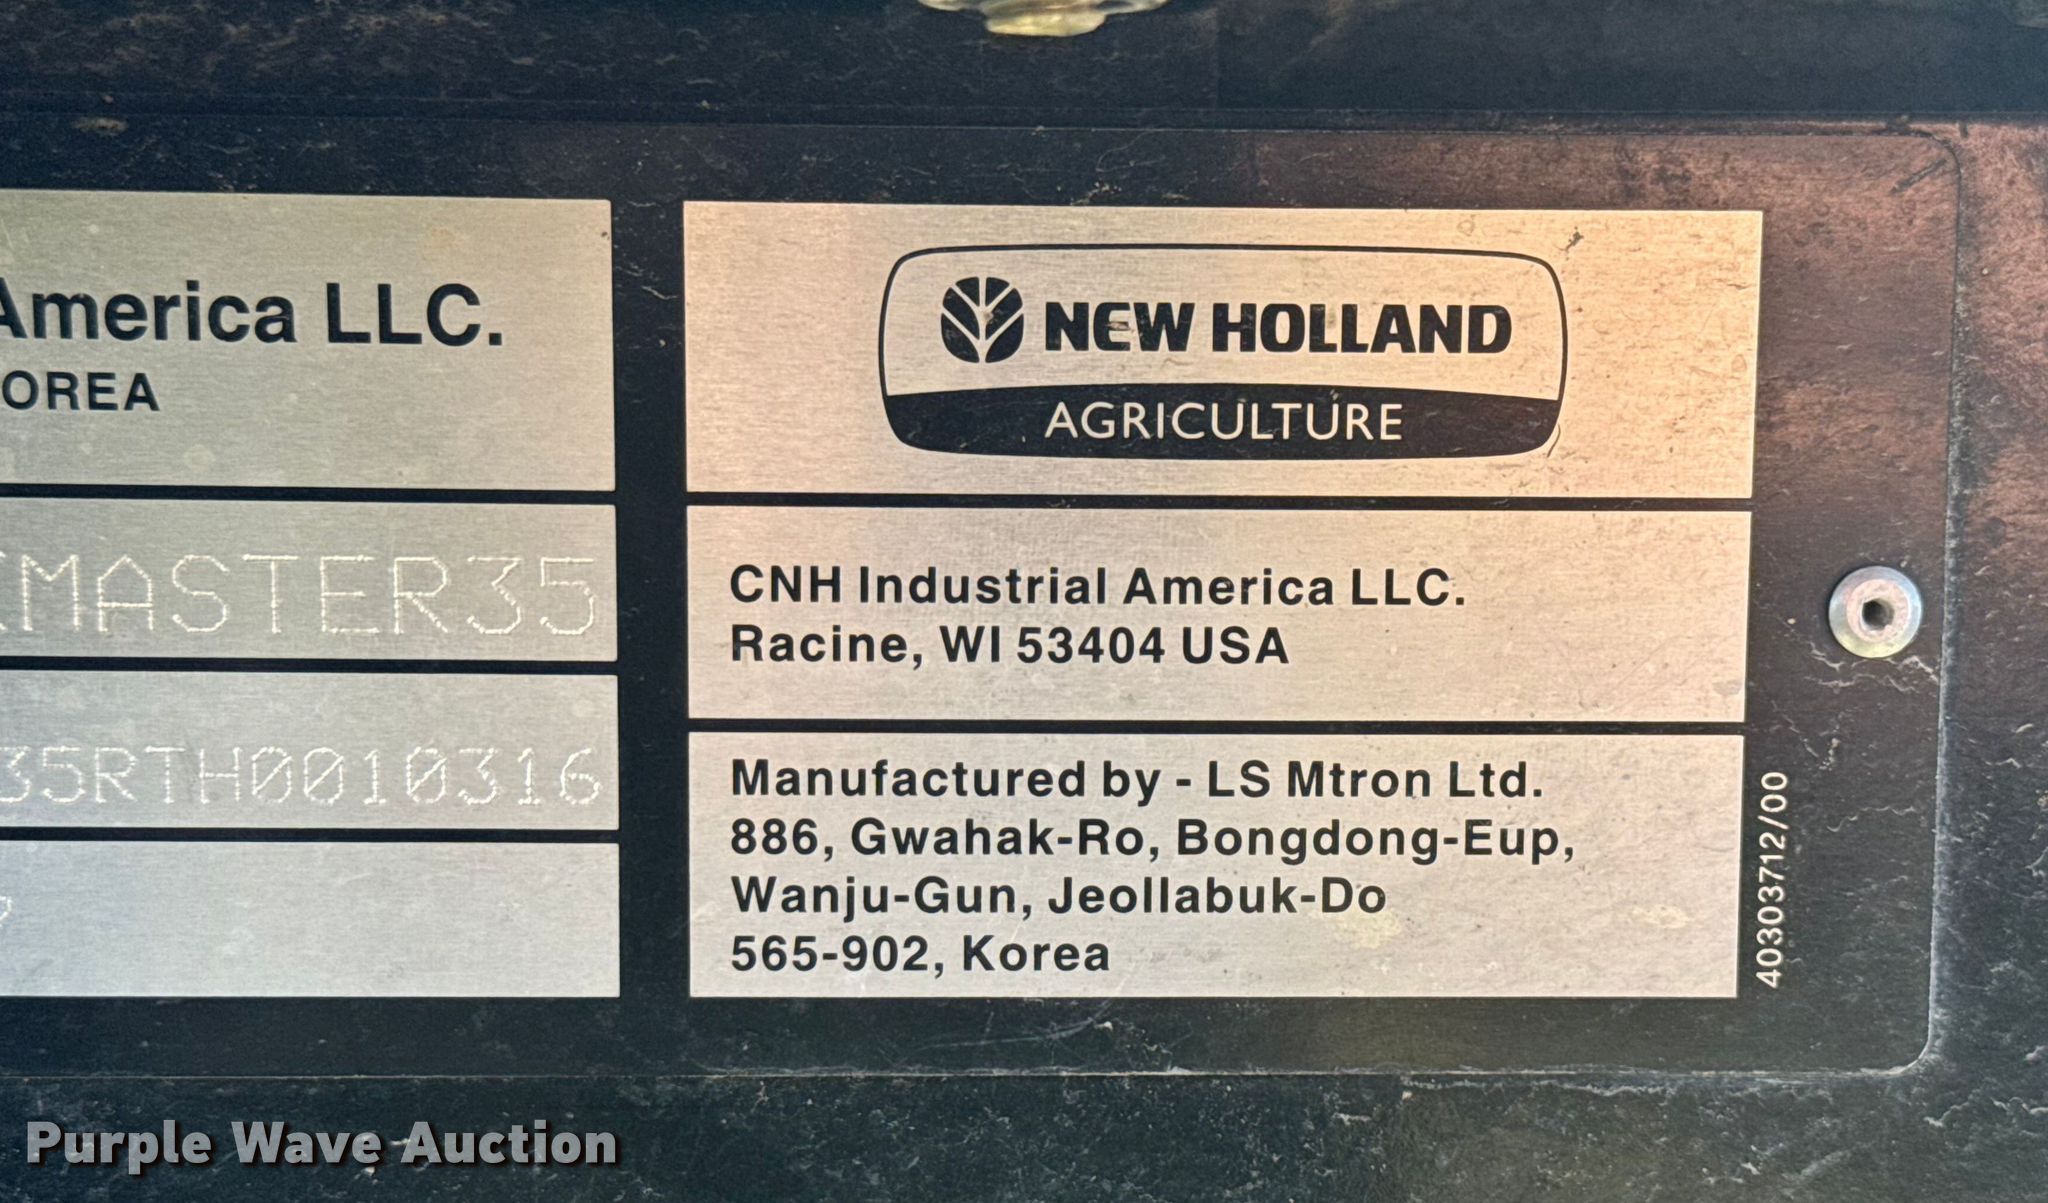 America LLC.
OREA
MASTER35
35RTH0010316
NEW HOLLAND
AGRICULTURE
CNH Industrial America LLC.
Racine, WI 53404 USA
Manufactured by - LS Mtron Ltd.
886, Gwahak-Ro, Bongdong-Eup,
Wanju-Gun, Jeollabuk-Do
565-902, Korea
40303712/00
Purple Wave Auction